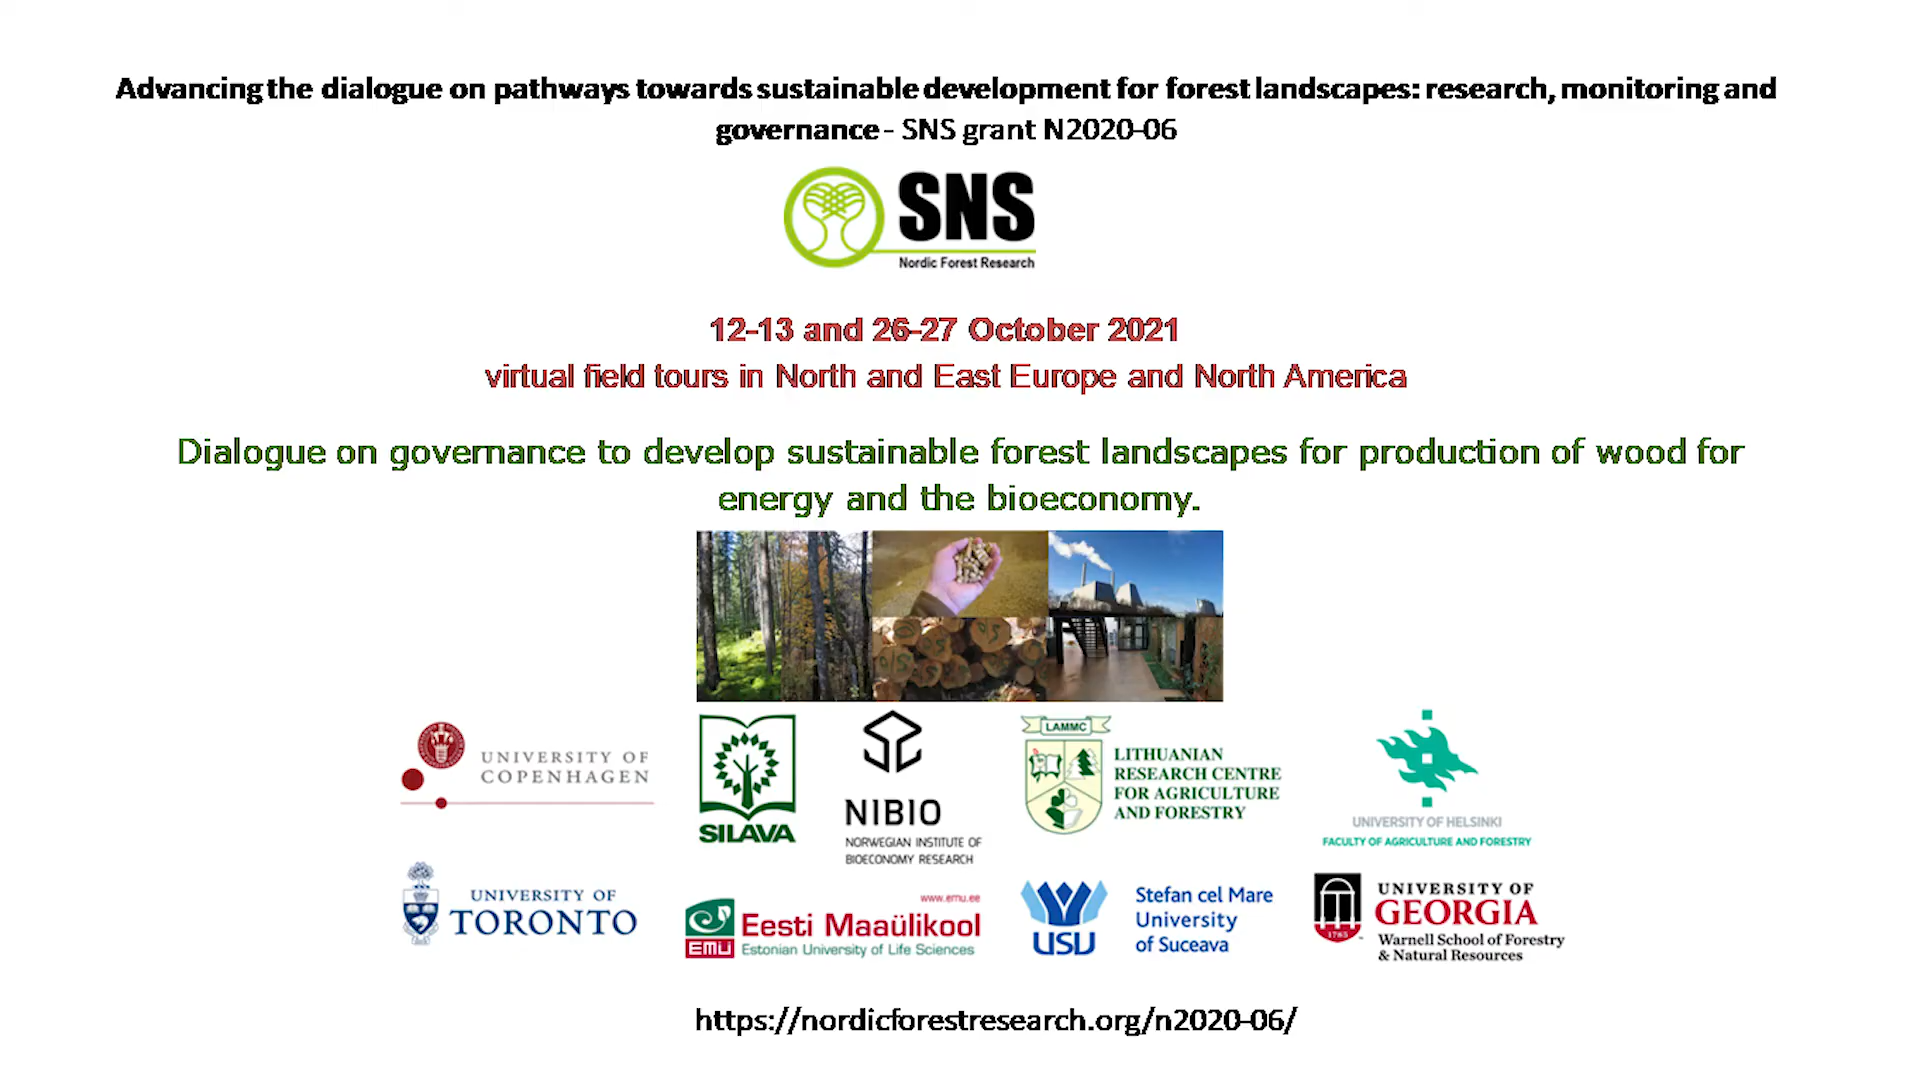 Advancing the dialogue on pathways towards sustainable development for forest landscapes: research, monitoring and
governance - SNS grant N2020-06
SNS
Nordic Forest Research
12-13 and 26-27 October 2021
virtual field tours in North and East Europe and North America
Dialogue on governance to develop sustainable forest landscapes for production of wood for
energy and the bioeconomy.
UNIVERSITY OF
COPENHAGEN
SILAVA
NIBIO
NORWEGIAN INSTITUTE OF
BIOECONOMY RESEARCH
LAMMC
LITHUANIAN
RESEARCH CENTRE
FOR AGRICULTURE
AND FORESTRY
UNIVERSITY OF HELSINKI
FACULTY OF AGRICULTURE AND FORESTRY
UNIVERSITY OF
TORONTO
www.emu.ee
EMÜ
Eesti Maaülikool
Estonian University of Life Sciences
USU
Stefan cel Mare
University
of Suceava
1785
UNIVERSITY OF
GEORGIA
Warnell School of Forestry
& Natural Resources
https://nordicforestresearch.org/n2020-06/